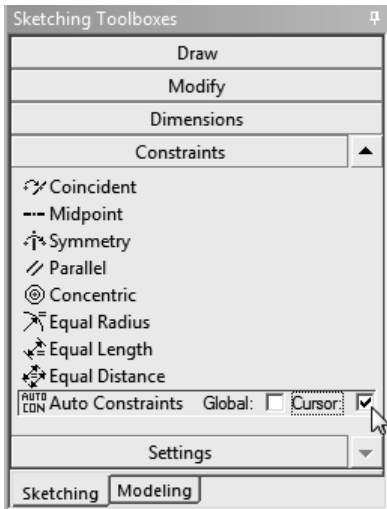 Sketching Toolboxes
Draw
Modify
Dimensions
Constraints
Coincident
Midpoint
Symmetry
Parallel
Concentric
Equal Radius
Equal Length
Equal Distance
AUTO CON Auto Constraints Global: Cursor:
Settings
Sketching Modeling